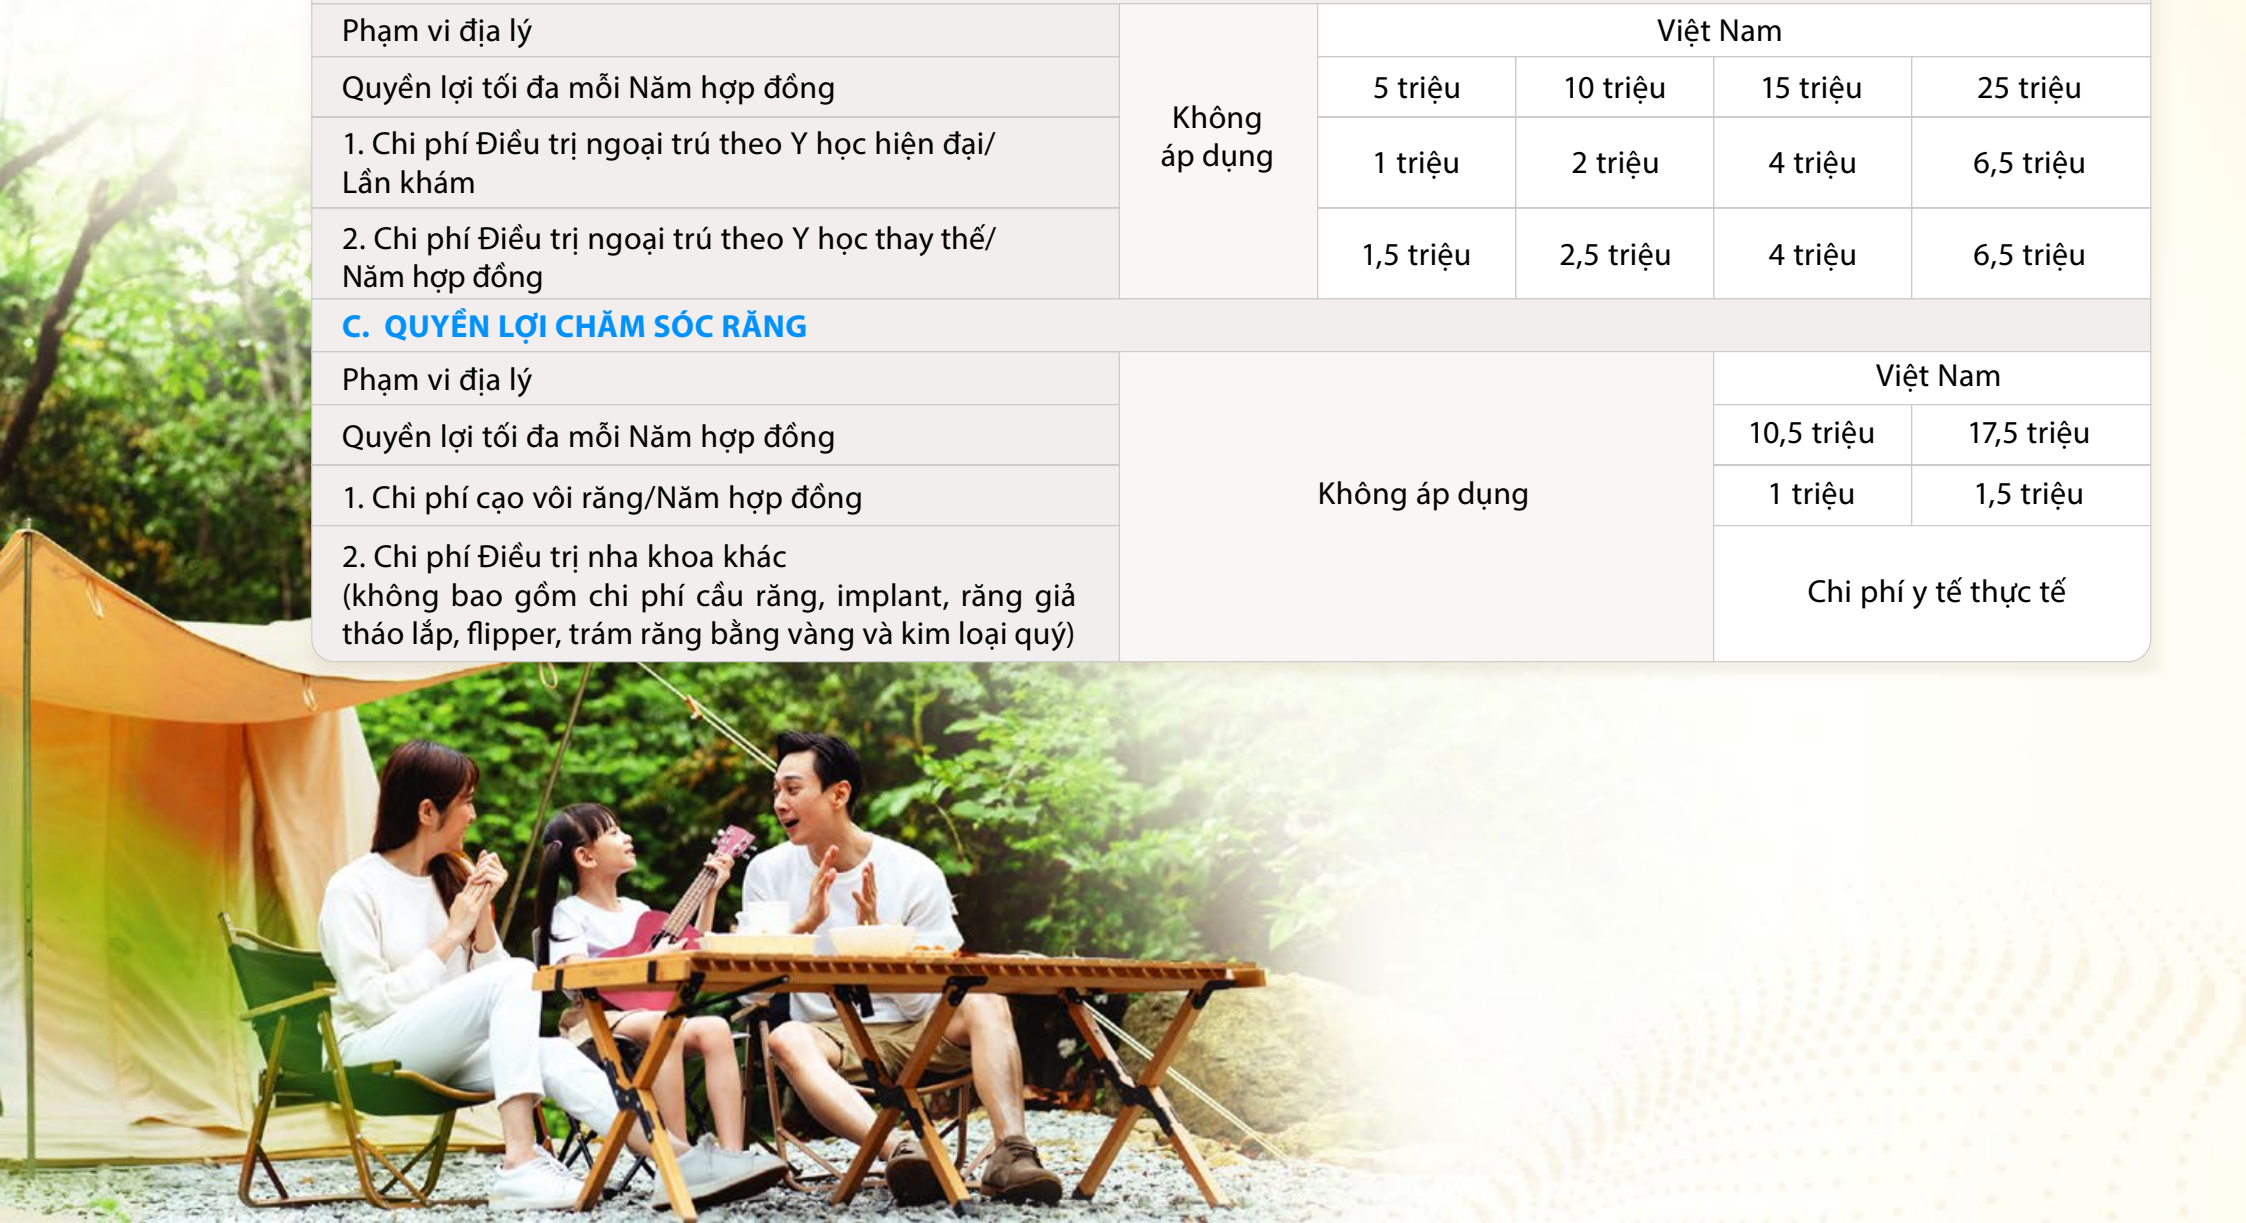 Phạm vi địa lý
Việt Nam
Quyền lợi tối đa mỗi Năm hợp đồng
5 triệu
10 triệu
15 triệu
25 triệu
Không
áp dụng
1. Chi phí Điều trị ngoại trú theo Y học hiện đại/
Lần khám
1 triệu
2 triệu
4 triệu
6,5 triệu
2. Chi phí Điều trị ngoại trú theo Y học thay thế/
Năm hợp đồng
1,5 triệu
2,5 triệu
4 triệu
6,5 triệu
C. QUYỀN LỢI CHĂM SÓC RĂNG
Phạm vi địa lý
Việt Nam
Quyền lợi tối đa mỗi Năm hợp đồng
10,5 triệu
17,5 triệu
1. Chi phí cạo vôi răng/Năm hợp đồng
Không áp dụng
1 triệu
1,5 triệu
2. Chi phí Điều trị nha khoa khác
(không bao gồm chi phí cầu răng, implant, răng giả
tháo lắp, flipper, trám răng bằng vàng và kim loại quý)
Chi phí y tế thực tế